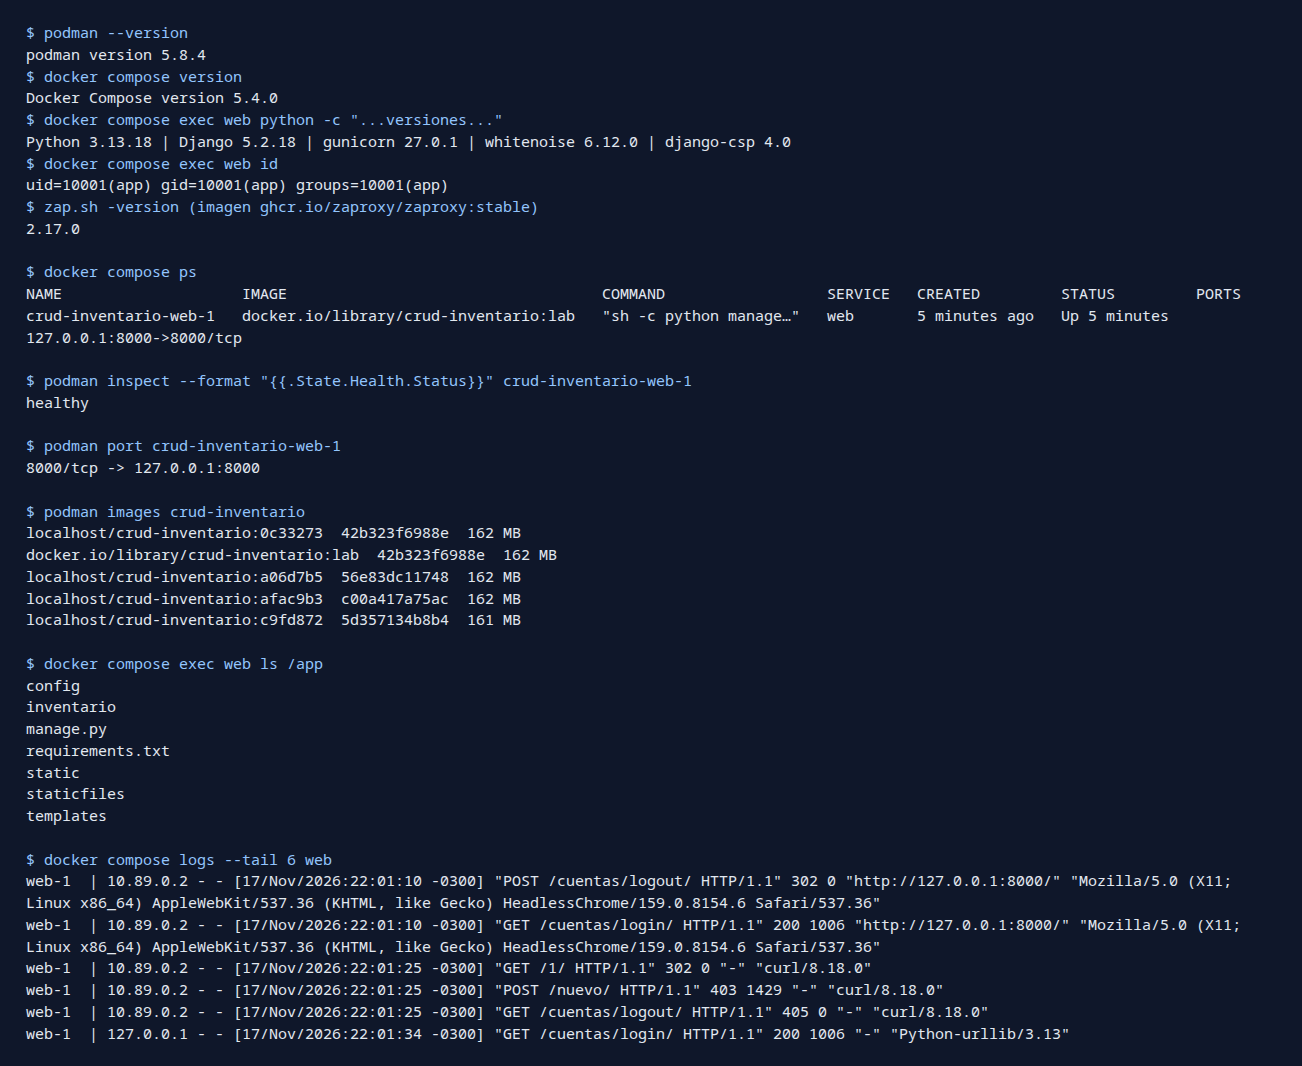 $ podman --version
podman version 5.8.4
$ docker compose version
Docker Compose version 5.4.0
$ docker compose exec web python -c "...versiones..."
Python 3.13.18 | Django 5.2.18 | gunicorn 27.0.1 | whitenoise 6.12.0 | django-csp 4.0
$ docker compose exec web id
uid=10001(app) gid=10001(app) groups=10001(app)
$ zap.sh -version (imagen ghcr.io/zaproxy/zaproxy:stable)
2.17.0
$ docker compose ps
NAME                    IMAGE                                   COMMAND                  SERVICE   CREATED         STATUS         PORTS
crud-inventario-web-1   docker.io/library/crud-inventario:lab   "sh -c python manage…"   web       5 minutes ago   Up 5 minutes
127.0.0.1:8000->8000/tcp
$ podman inspect --format "{{.State.Health.Status}}" crud-inventario-web-1
healthy
$ podman port crud-inventario-web-1
8000/tcp -> 127.0.0.1:8000
$ podman images crud-inventario
localhost/crud-inventario:0c33273  42b323f6988e  162 MB
docker.io/library/crud-inventario:lab  42b323f6988e  162 MB
localhost/crud-inventario:a06d7b5  56e83dc11748  162 MB
localhost/crud-inventario:afac9b3  c00a417a75ac  162 MB
localhost/crud-inventario:c9fd872  5d357134b8b4  161 MB
$ docker compose exec web ls /app
config
inventario
manage.py
requirements.txt
static
staticfiles
templates
$ docker compose logs --tail 6 web
web-1  | 10.89.0.2 - - [17/Nov/2026:22:01:10 -0300] "POST /cuentas/logout/ HTTP/1.1" 302 0 "http://127.0.0.1:8000/" "Mozilla/5.0 (X11;
Linux x86_64) AppleWebKit/537.36 (KHTML, like Gecko) HeadlessChrome/159.0.8154.6 Safari/537.36"
web-1  | 10.89.0.2 - - [17/Nov/2026:22:01:10 -0300] "GET /cuentas/login/ HTTP/1.1" 200 1006 "http://127.0.0.1:8000/" "Mozilla/5.0 (X11;
Linux x86_64) AppleWebKit/537.36 (KHTML, like Gecko) HeadlessChrome/159.0.8154.6 Safari/537.36"
web-1  | 10.89.0.2 - - [17/Nov/2026:22:01:25 -0300] "GET /1/ HTTP/1.1" 302 0 "-" "curl/8.18.0"
web-1  | 10.89.0.2 - - [17/Nov/2026:22:01:25 -0300] "POST /nuevo/ HTTP/1.1" 403 1429 "-" "curl/8.18.0"
web-1  | 10.89.0.2 - - [17/Nov/2026:22:01:25 -0300] "GET /cuentas/logout/ HTTP/1.1" 405 0 "-" "curl/8.18.0"
web-1  | 127.0.0.1 - - [17/Nov/2026:22:01:34 -0300] "GET /cuentas/login/ HTTP/1.1" 200 1006 "-" "Python-urllib/3.13"